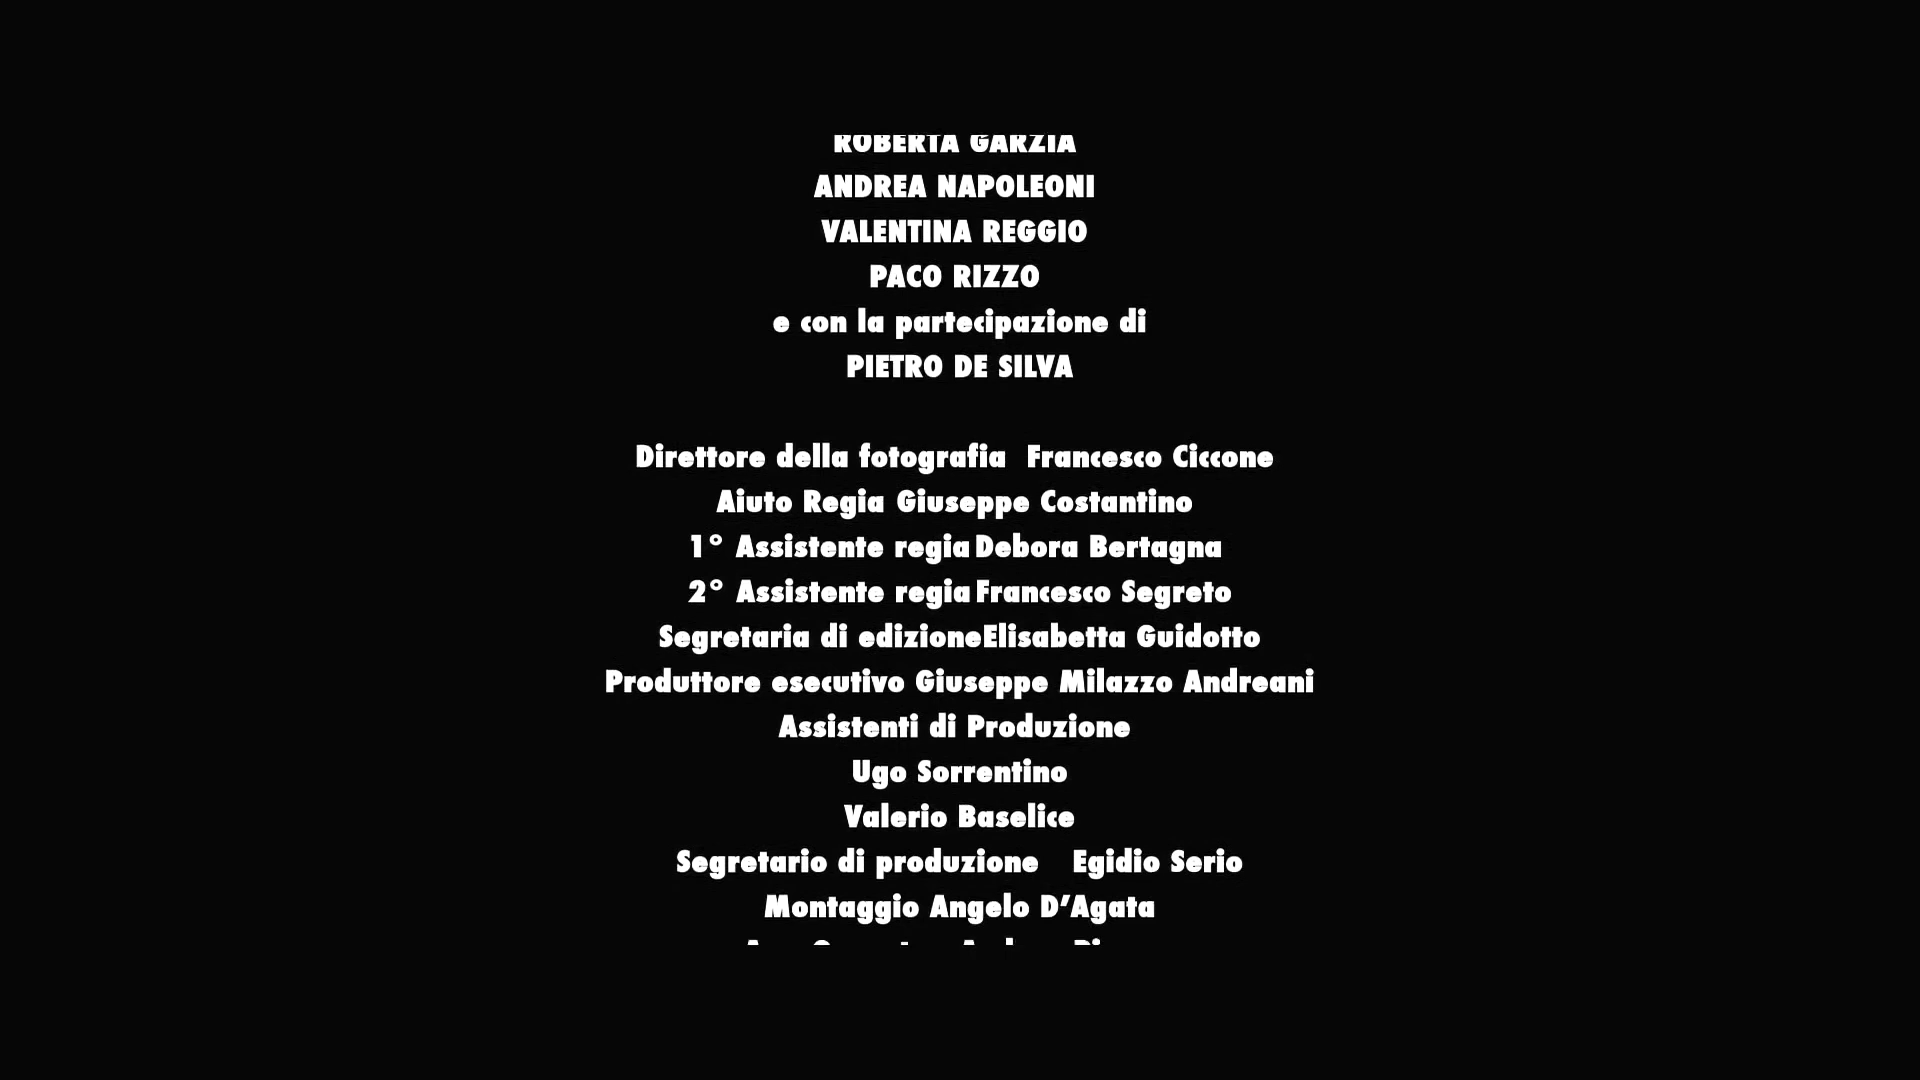 ROBERTA GARZIA
ANDREA NAPOLEONI
VALENTINA REGGIO
PACO RIZZO
e con la partecipazione di
PIETRO DE SILVA
Direttore della fotografia Francesco Ciccone
Aiuto Regia Giuseppe Costantino
1° Assistente regia Debora Bertagna
2° Assistente regia Francesco Segreto
Segretaria di edizioneElisabetta Guidotto
Produttore esecutivo Giuseppe Milazzo Andreani
Assistenti di Produzione
Ugo Sorrentino
Valerio Baselice
Segretario di produzione Egidio Serio
Montaggio Angelo D’Agata